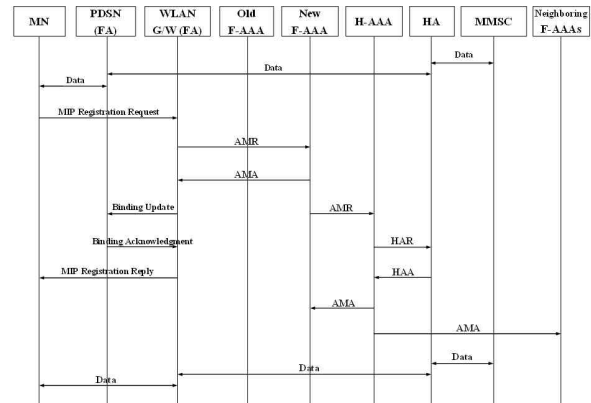 MN
PDSN
(FA)
WLAN
G/W (FA)
Old
F-AAA
New
F-AAA
H-AAA
HA
MMSC
Neighboring
F-AAAs
Data
Data
Data
MIP Registration Request
AMR
AMA
Binding Update
AMR
Binding Acknowledgment
HAR
MIP Registration Reply
HAA
AMA
AMA
Data
Data
Data